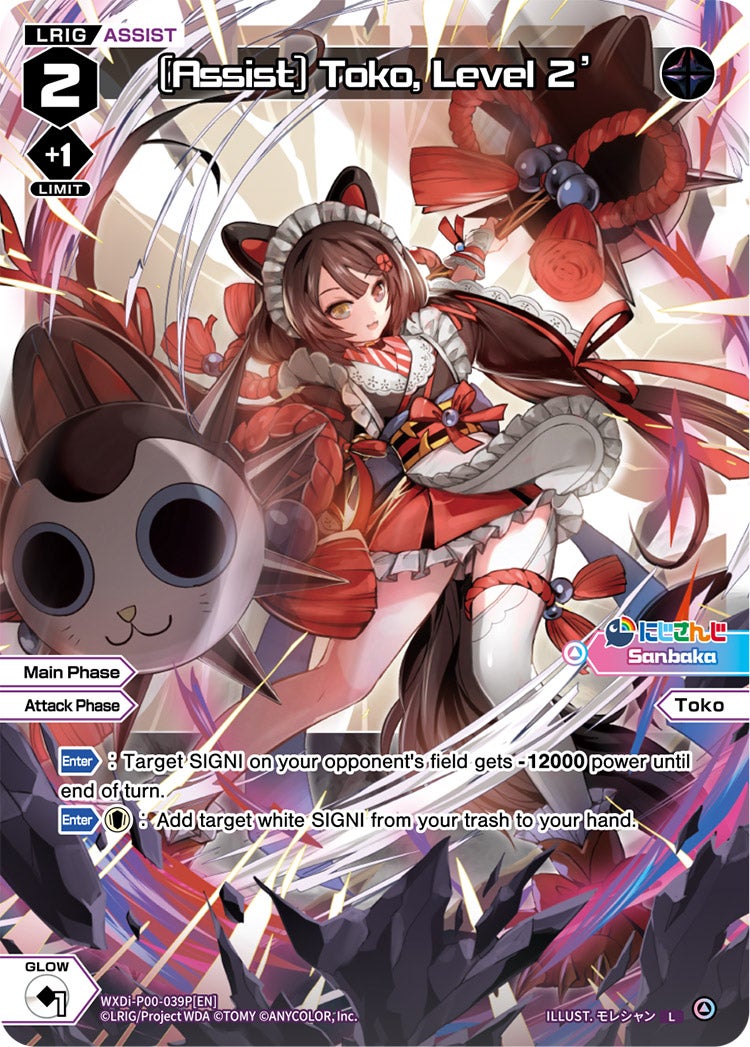 LRIG ASSIST
2
[Assist] Toko, Level 2’
+1
LIMIT
にじさんじ
Sanbaka
Main Phase
Attack Phase
Toko
Enter : Target SIGNI on your opponent's field gets -12000 power until
end of turn.
Enter : Add target white SIGNI from your trash to your hand.
GLOW
1
WXDi-P00-039P[EN]
©LRIG/Project WDA ©TOMY ©ANYCOLOR, Inc.
ILLUST. モレシャン L